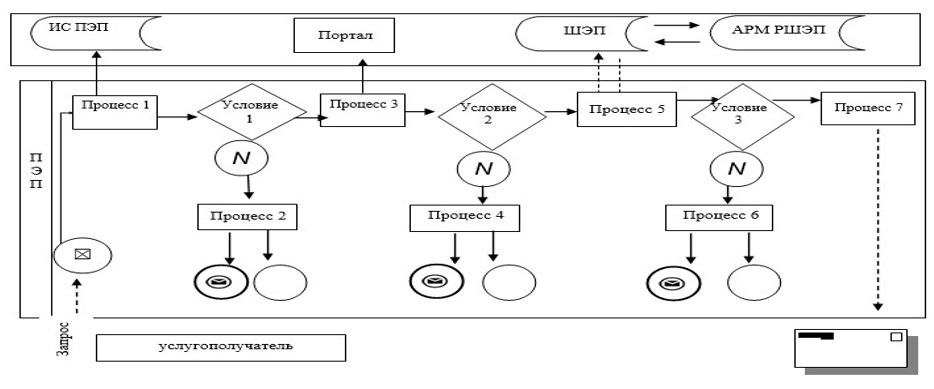 ИС ПЭП
Портал
ШЭП
АРМ РШЭП
Процесс 1
Условие
1
Процесс 3
Условие
2
Процесс 5
Условие
3
Процесс 7
ПЭП
N
N
N
Процесс 2
Процесс 4
Процесс 6
Запрос
услугополучатель